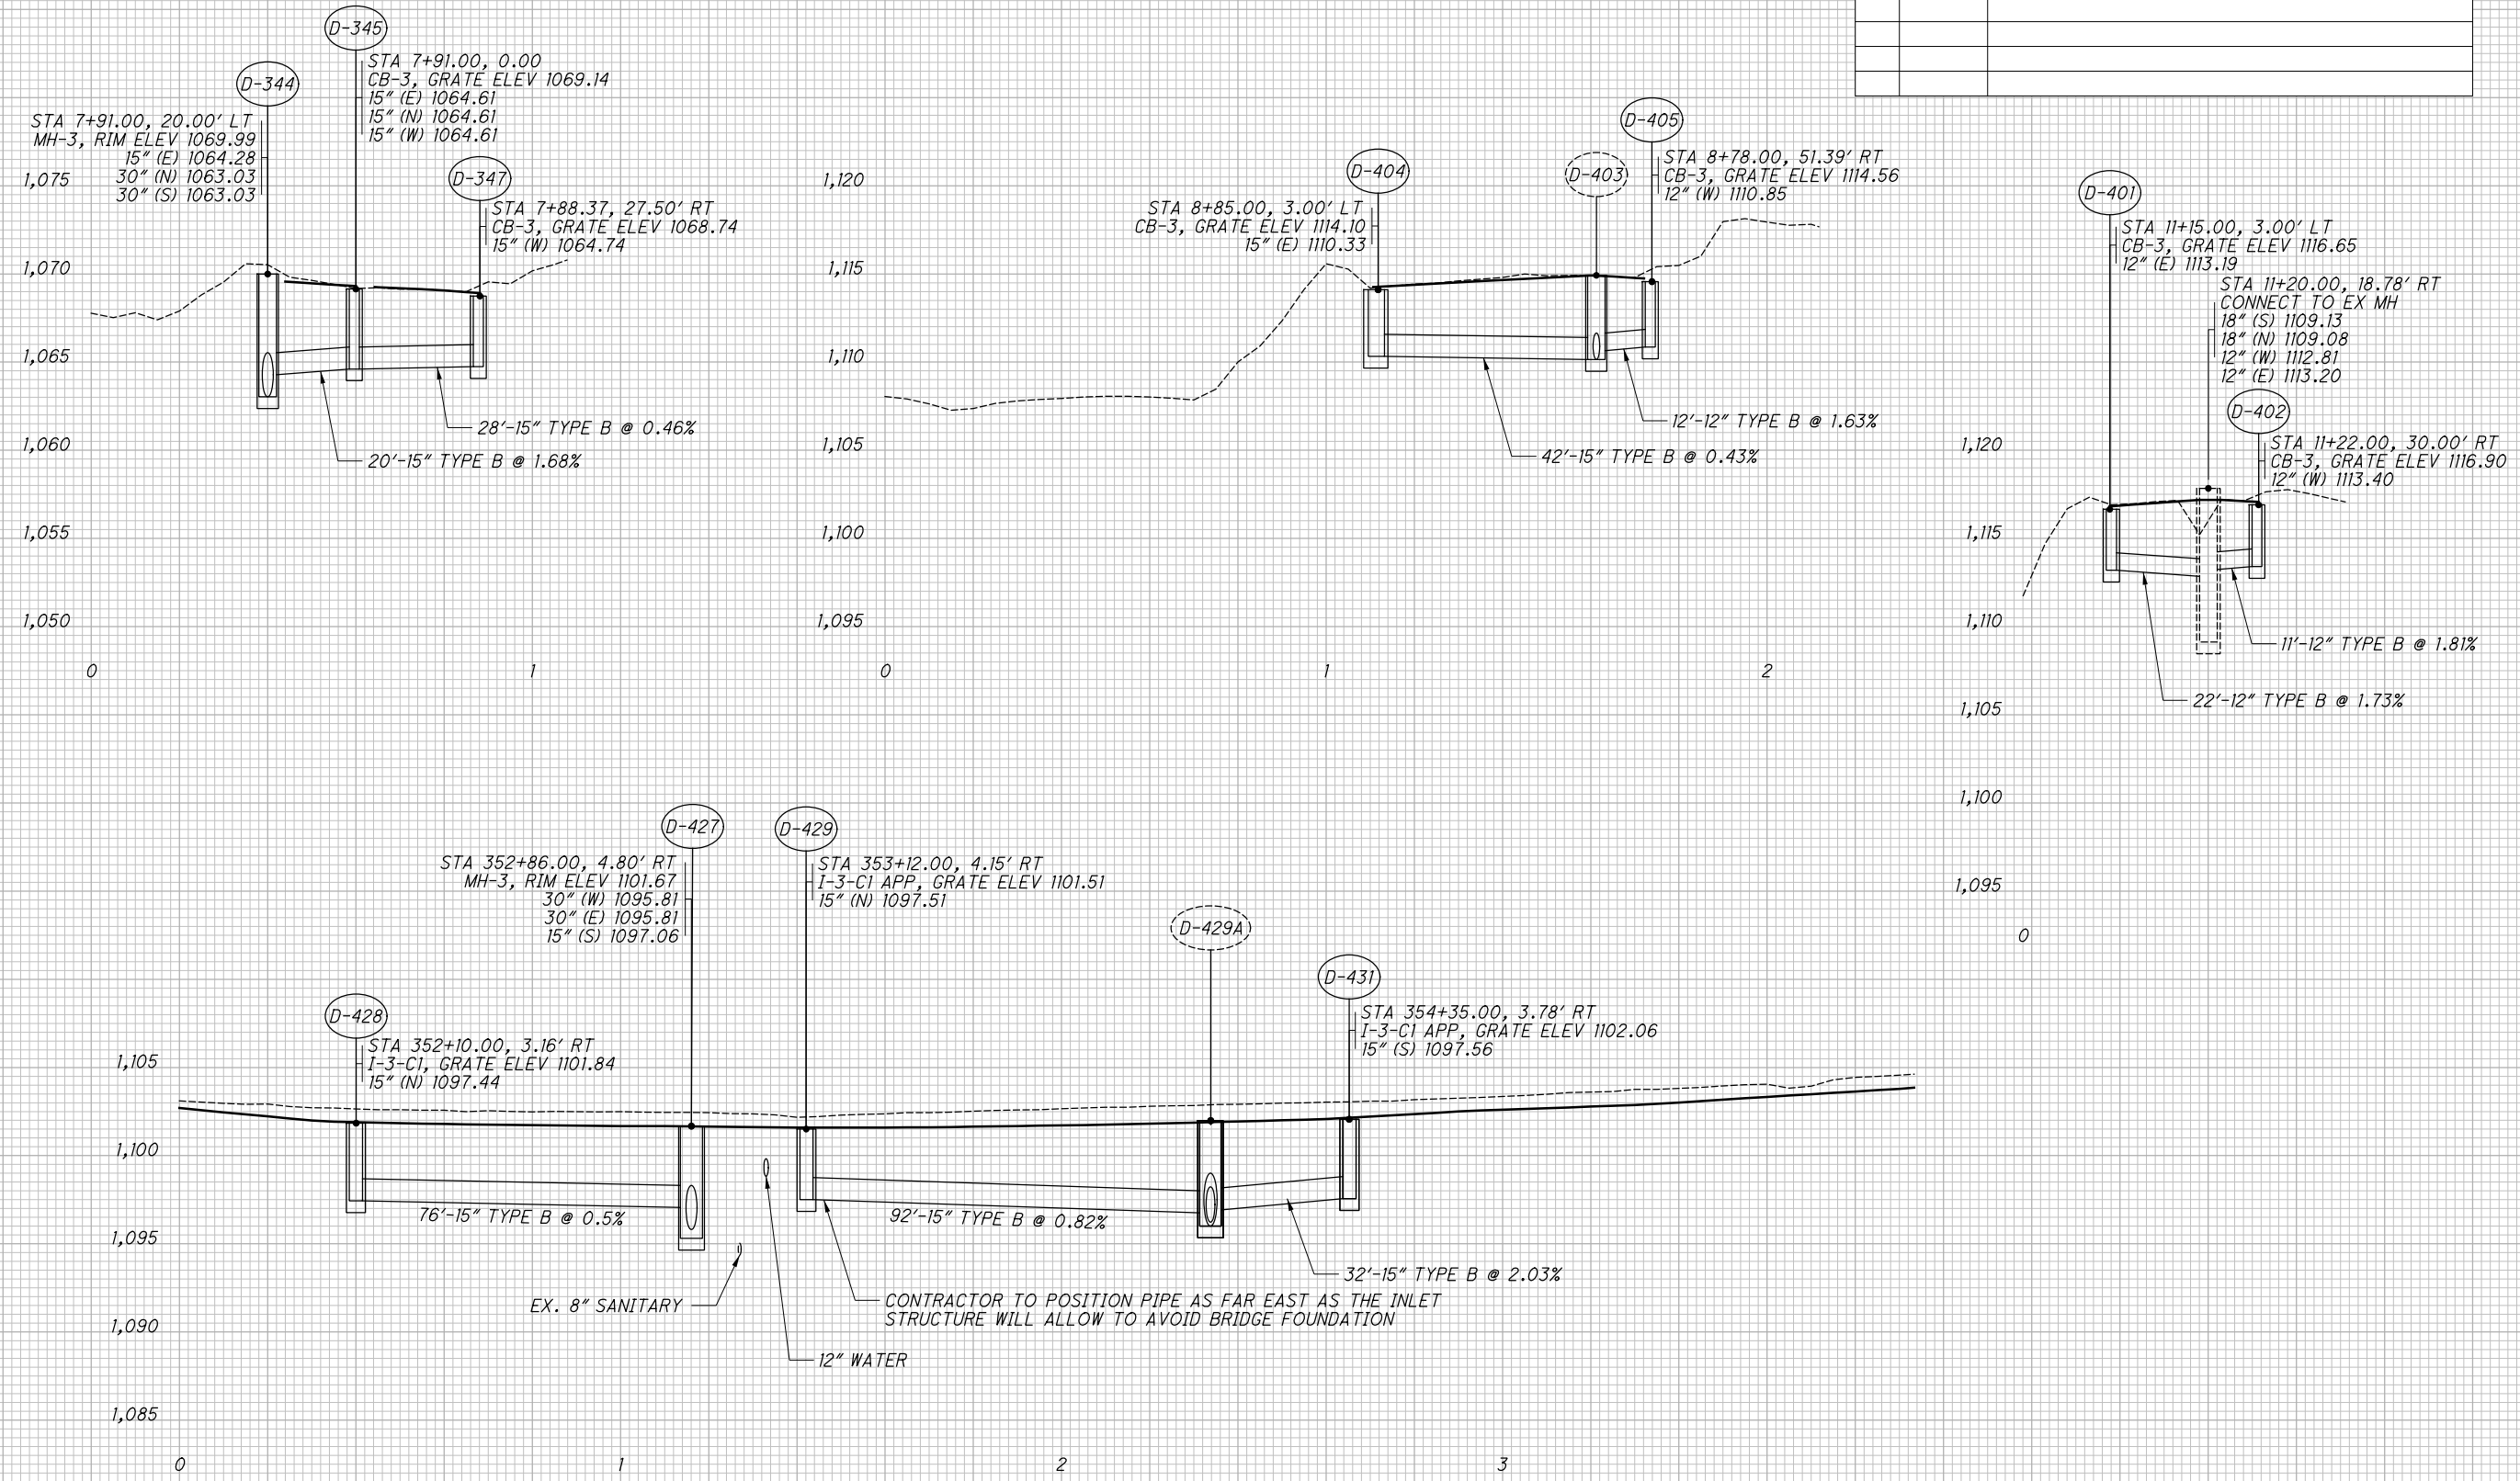 D-345
STA 7+91.00, 0.00
CB-3, GRATE ELEV 1069.14
15" (E) 1064.61
15" (N) 1064.61
15" (W) 1064.61
D-344
STA 7+91.00, 20.00' LT
MH-3, RIM ELEV 1069.99
15" (E) 1064.28
30" (N) 1063.03
30" (S) 1063.03
D-347
STA 7+88.37, 27.50' RT
CB-3, GRATE ELEV 1068.74
15" (W) 1064.74
1,075
1,070
1,065
1,060
1,055
1,050
28'-15" TYPE B @ 0.46%
20'-15" TYPE B @ 1.68%
0
1
D-404
STA 8+85.00, 3.00' LT
CB-3, GRATE ELEV 1114.10
15" (E) 1110.33
D-403
D-405
STA 8+78.00, 51.39' RT
CB-3, GRATE ELEV 1114.56
12" (W) 1110.85
1,120
1,115
1,110
1,105
1,100
1,095
12'-12" TYPE B @ 1.63%
42'-15" TYPE B @ 0.43%
0
1
2
D-401
STA 11+15.00, 3.00' LT
CB-3, GRATE ELEV 1116.65
12" (E) 1113.19
STA 11+20.00, 18.78' RT
CONNECT TO EX MH
18" (S) 1109.13
18" (N) 1109.08
12" (W) 1112.81
12" (E) 1113.20
D-402
STA 11+22.00, 30.00' RT
CB-3, GRATE ELEV 1116.90
12" (W) 1113.40
1,120
1,115
1,110
1,105
1,100
1,095
11'-12" TYPE B @ 1.81%
22'-12" TYPE B @ 1.73%
0
D-427
STA 352+86.00, 4.80' RT
MH-3, RIM ELEV 1101.67
30" (W) 1095.81
30" (E) 1095.81
15" (S) 1097.06
D-429
STA 353+12.00, 4.15' RT
I-3-C1 APP, GRATE ELEV 1101.51
15" (N) 1097.51
D-429A
D-431
STA 354+35.00, 3.78' RT
I-3-C1 APP, GRATE ELEV 1102.06
15" (S) 1097.56
D-428
STA 352+10.00, 3.16' RT
I-3-C1, GRATE ELEV 1101.84
15" (N) 1097.44
1,105
1,100
1,095
1,090
1,085
76'-15" TYPE B @ 0.5%
92'-15" TYPE B @ 0.82%
32'-15" TYPE B @ 2.03%
EX. 8" SANITARY
CONTRACTOR TO POSITION PIPE AS FAR EAST AS THE INLET
STRUCTURE WILL ALLOW TO AVOID BRIDGE FOUNDATION
12" WATER
0
1
2
3